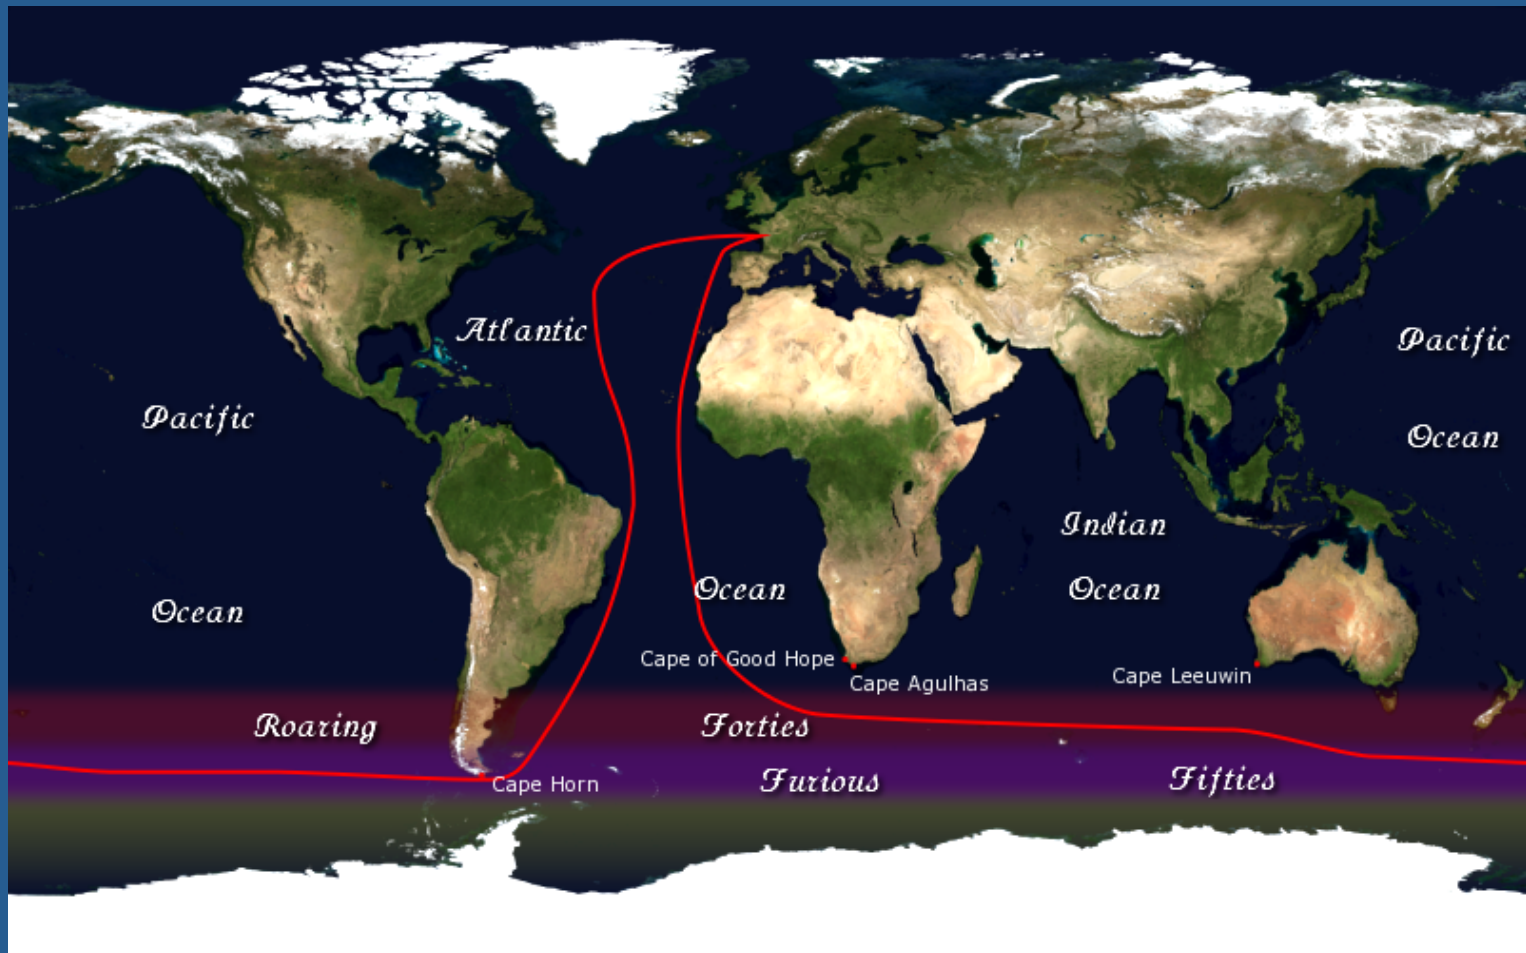 Atlantic
Pacific
Pacific
Ocean
Indian
Ocean
Ocean
Ocean
Cape of Good Hope
Cape Agulhas
Cape Leeuwin
Roaring
Forties
Furious
Fifties
Cape Horn